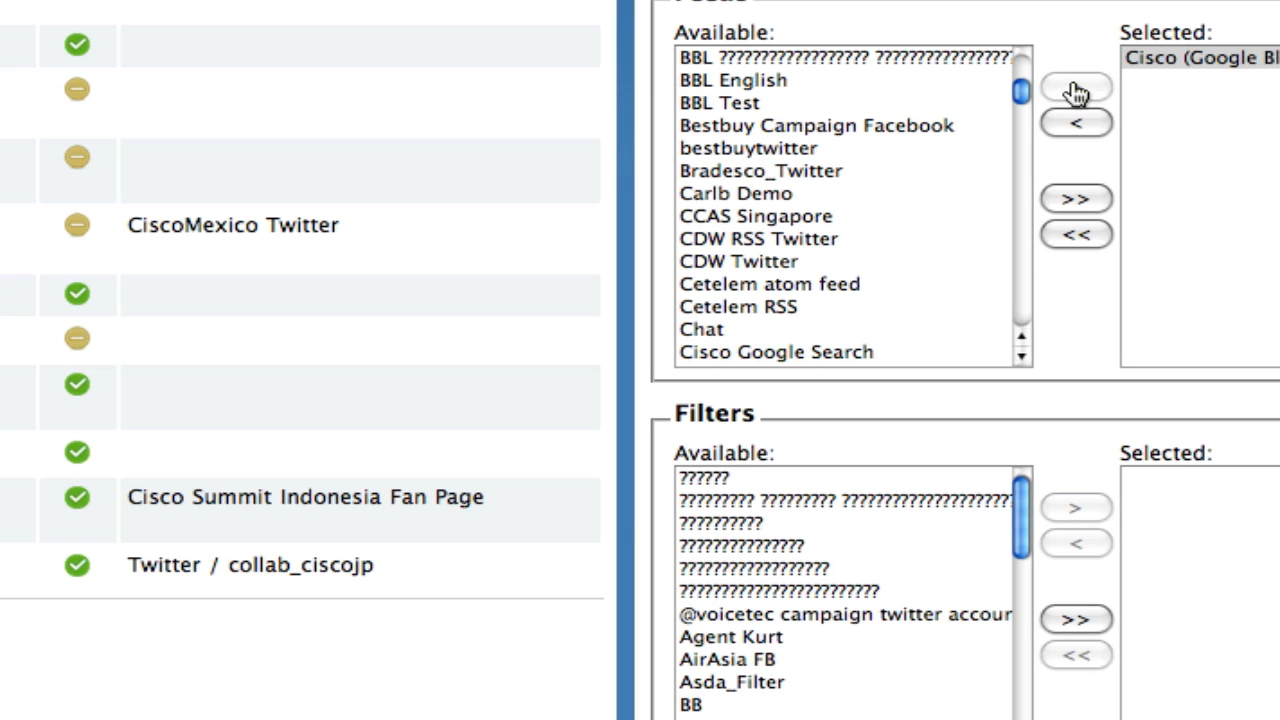 CiscoMexico Twitter
Cisco Summit Indonesia Fan Page
Twitter / collab_ciscojp
Available:
BBL ?????????????????? ????????????????
BBL English
BBL Test
Bestbuy Campaign Facebook
bestbuytwitter
Bradesco_Twitter
Carlb Demo
CCAS Singapore
CDW RSS Twitter
CDW Twitter
Cetelem atom feed
Cetelem RSS
Chat
Cisco Google Search
<
>>
<<
Selected:
Cisco (Google Bl
Filters
Available:
??????
????????? ????????? ????????????????????
??????????
???????????????
??????????????????
????????????????????????
@voicetec campaign twitter accour
Agent Kurt
AirAsia FB
Asda_Filter
BB
>
<
>>
<<
Selected: